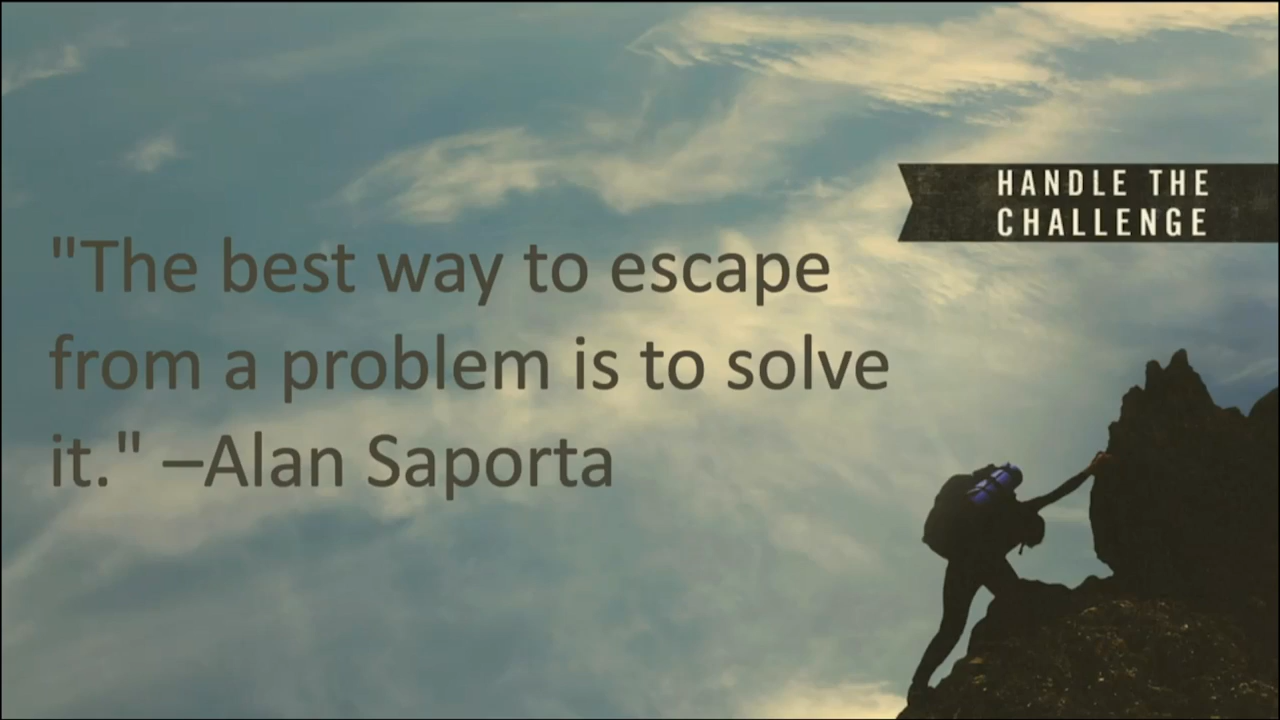 HANDLE THE
CHALLENGE
"The best way to escape
from a problem is to solve
it." –Alan Saporta